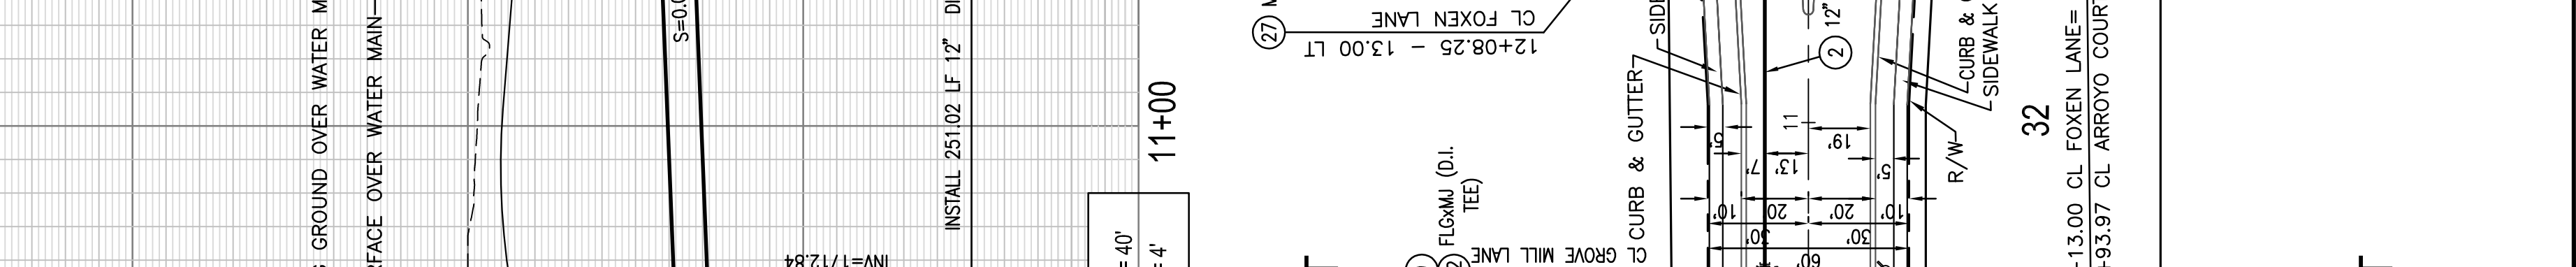 GROUND OVER WATER M
FACE OVER WATER MAIN
S=0.0
INSTALL 251.02 LF 12" DI
INV=1712.84
11+00
= 40'
= 4'
27
CL FOXEN LANE
12+08.25 - 13.00 LT
FLGxMJ (D.I.
TEE)
CL GROVE MILL LANE
CURB & GUTTER
SIDE
2
12"
11
5'
19'
7'
13'
5'
10'
20'
20'
10'
30'
30'
60'
CURB &
SIDEWALK
R/W
32
-13.00 CL FOXEN LANE=
+93.97 CL ARROYO COURT